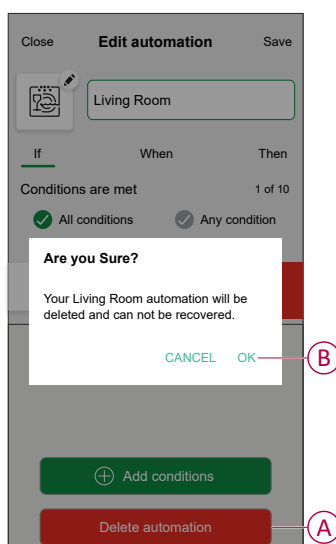 Close Edit automation Save
Living Room
If When Then
Conditions are met 1 of 10
All conditions Any condition
Are you Sure?
Your Living Room automation will be
deleted and can not be recovered.
CANCEL OK B
Add conditions
Delete automation A